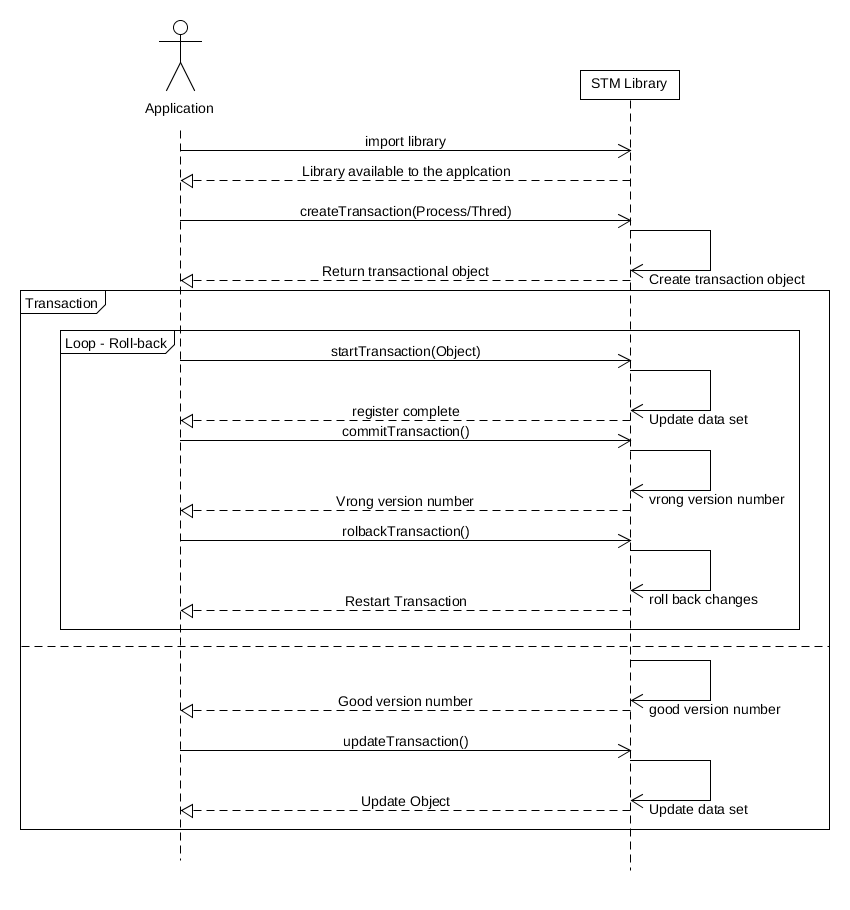 STM Library
Application
import library
Library available to the applcation
createTransaction(Process/Thred)
Return transactional object
Create transaction object
Transaction
Loop - Roll-back
startTransaction(Object)
register complete
Update data set
commitTransaction()
Vrong version number
vrong version number
rolbackTransaction()
Restart Transaction
roll back changes
Good version number
good version number
updateTransaction()
Update Object
Update data set